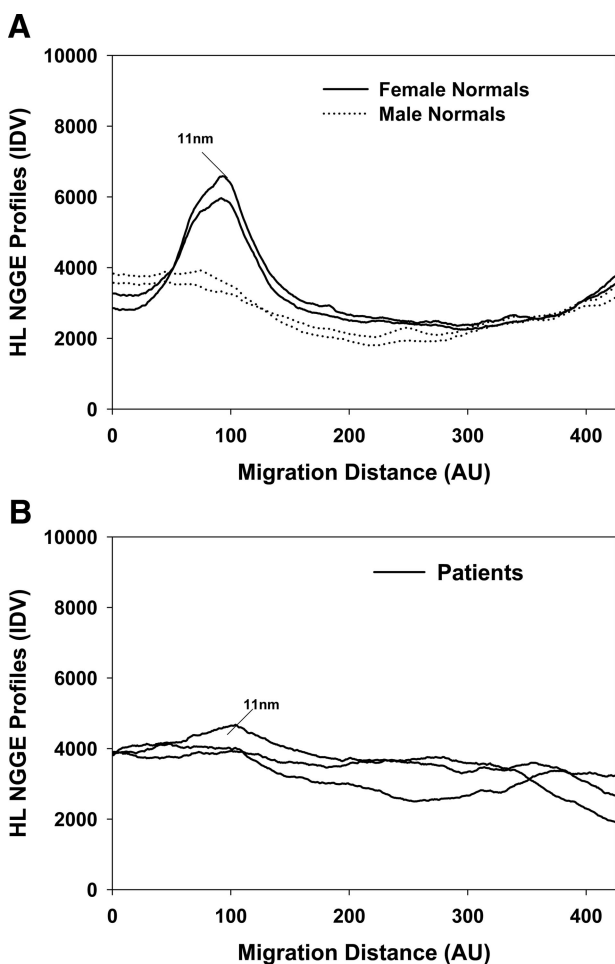 A
10000
8000
6000
4000
2000
0
HL NGGE Profiles (IDV)
Female Normals
Male Normals
11nm
0 100 200 300 400
Migration Distance (AU)
B
10000
8000
6000
4000
2000
0
HL NGGE Profiles (IDV)
Patients
11nm
0 100 200 300 400
Migration Distance (AU)